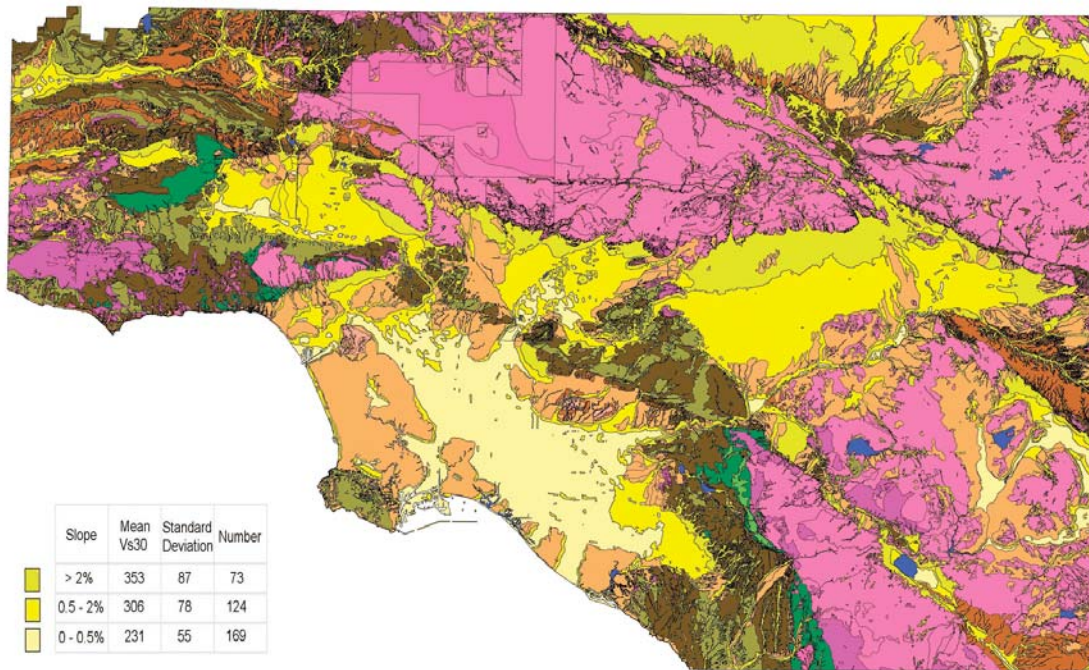 Slope Mean Vs30 Standard Deviation Number
> 2% 353 87 73
0.5 - 2% 306 78 124
0 - 0.5% 231 55 169